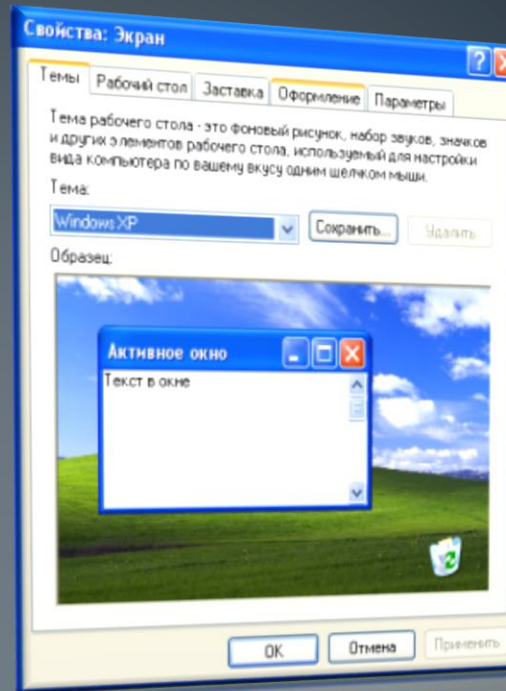 Свойства: Экран
Темы Рабочий стол Заставка Оформление Параметры
Тема рабочего стола - это фоновый рисунок, набор звуков, значков
и других элементов рабочего стола, используемый для настройки
вида компьютера по вашему вкусу одним щелчком мыши.
Тема:
Windows XP Сохранить... Удалить
Образец:
Активное окно
Текст в окне
OK Отмена Применить